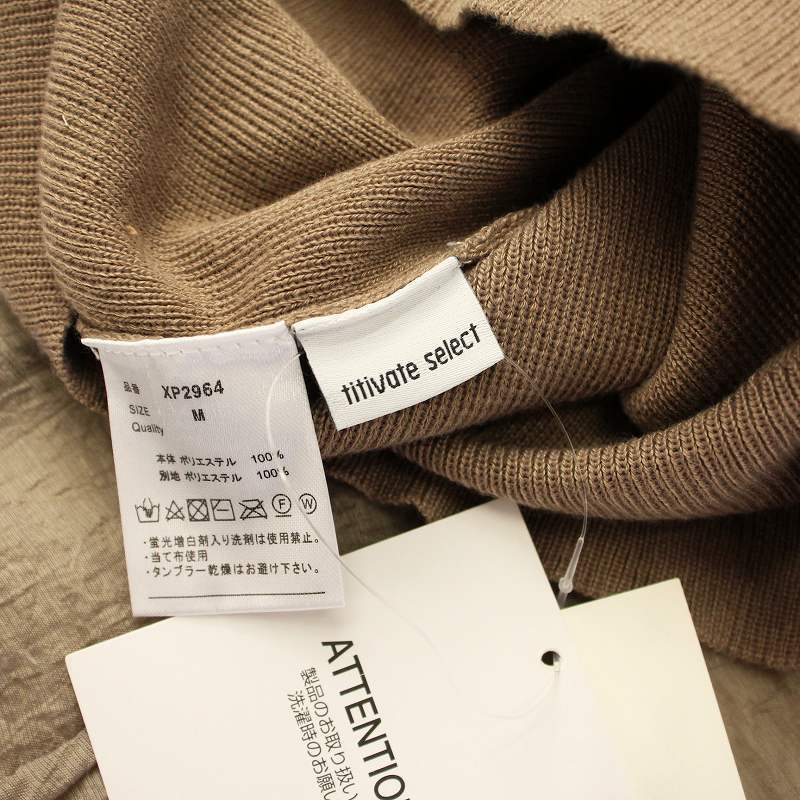 titivate select
品番 XP2964
SIZE M
Quality
本体 ポリエステル 100%
別地 ポリエステル 100%
F W
・蛍光増白剤入り洗剤は使用禁止。
・当て布使用
・タンブラー乾燥はお避け下さい。
ATTENTIO
製品のお取り扱い
洗濯時のお願い